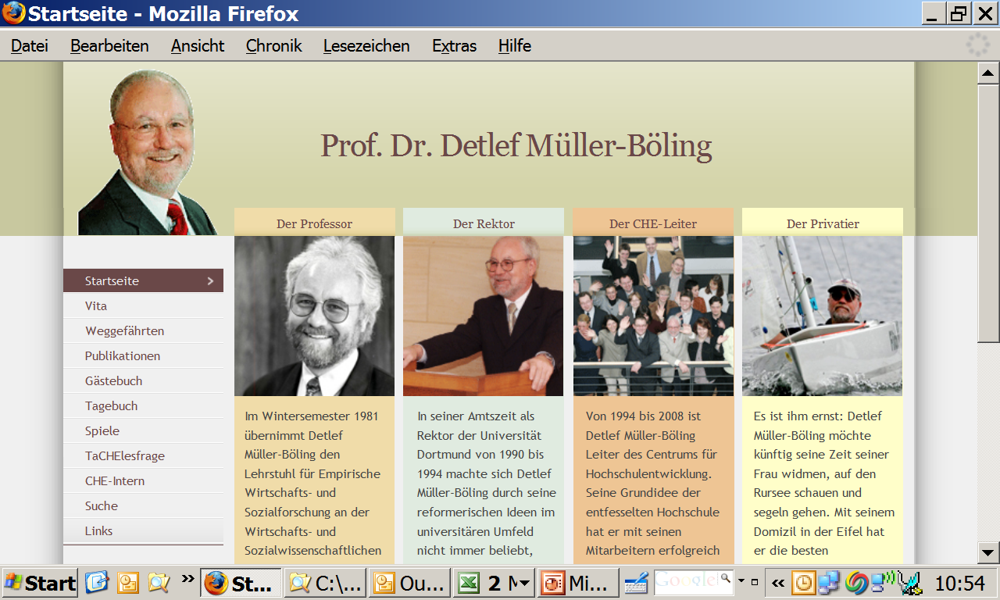 Startseite - Mozilla Firefox
Datei Bearbeiten Ansicht Chronik Lesezeichen Extras Hilfe
Prof. Dr. Detlef Müller-Böling
Der Professor
Der Rektor
Der CHE-Leiter
Der Privatier
Startseite
Vita
Weggefährten
Publikationen
Gästebuch
Tagebuch
Spiele
TaCHElesfrage
CHE-Intern
Suche
Links
Im Wintersemester 1981
übernimmt Detlef
Müller-Böling den
Lehrstuhl für Empirische
Wirtschafts- und
Sozialforschung an der
Wirtschafts- und
Sozialwissenschaftlichen
In seiner Amtszeit als
Rektor der Universität
Dortmund von 1990 bis
1994 machte sich Detlef
Müller-Böling durch seine
reformerischen Ideen im
universitären Umfeld
nicht immer beliebt,
Von 1994 bis 2008 ist
Detlef Müller-Böling
Leiter des Centrums für
Hochschulentwicklung.
Seine Grundidee der
entfesselten Hochschule
hat er mit seinen
Mitarbeitern erfolgreich
Es ist ihm ernst: Detlef
Müller-Böling möchte
künftig seine Zeit seiner
Frau widmen, auf den
Rursee schauen und
segeln gehen. Mit seinem
Domizil in der Eifel hat
er die besten
Start » St... C:\... Ou... 2 M Mi... Google « 10:54